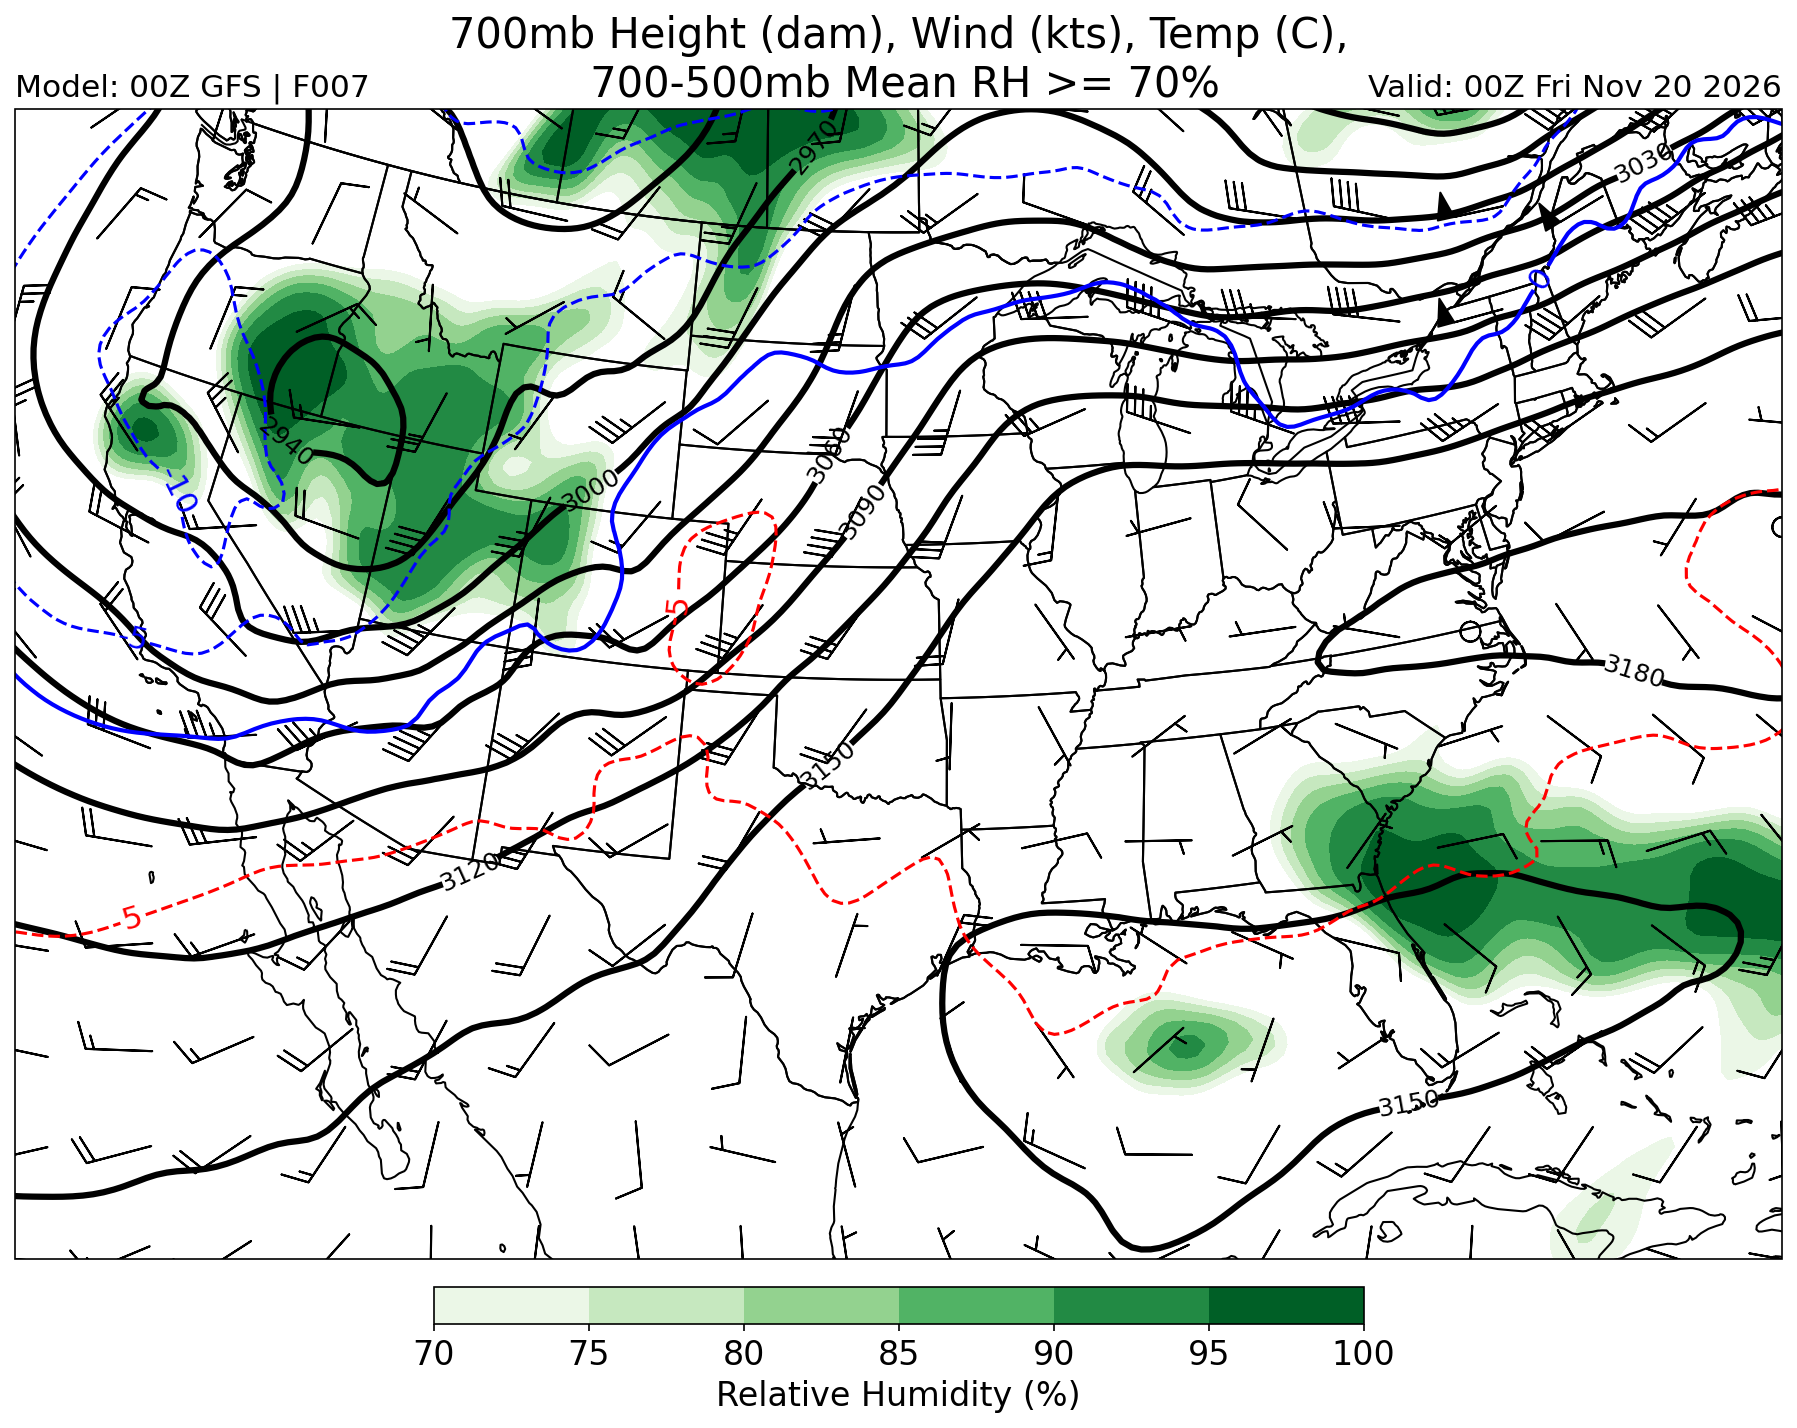 700mb Height (dam), Wind (kts), Temp (C),
700-500mb Mean RH >= 70%
Model: 00Z GFS | F007
Valid: 00Z Fri Nov 20 2026
2970
3030
0
2940
3060
3000
3090
-10
5
3180
3150
3120
5
3150
70 75 80 85 90 95 100
Relative Humidity (%)